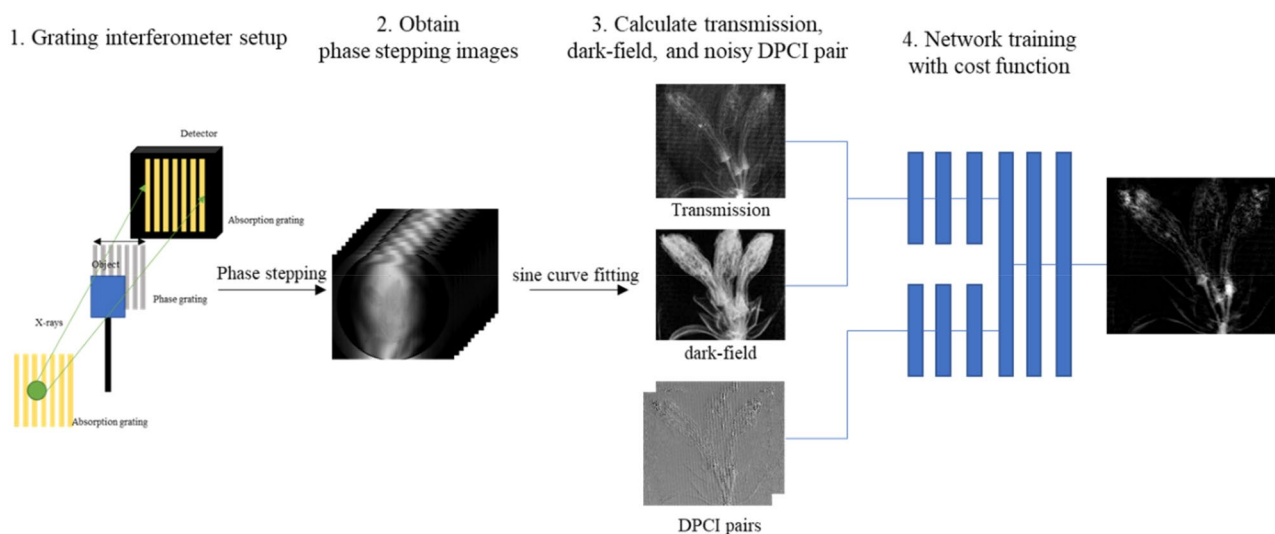 1. Grating interferometer setup
2. Obtain
phase stepping images
3. Calculate transmission,
dark-field, and noisy DPCI pair
4. Network training
with cost function
Detector
Absorption grating
Object
Phase grating
X-rays
Absorption grating
Phase stepping
sine curve fitting
Transmission
dark-field
DPCI pairs